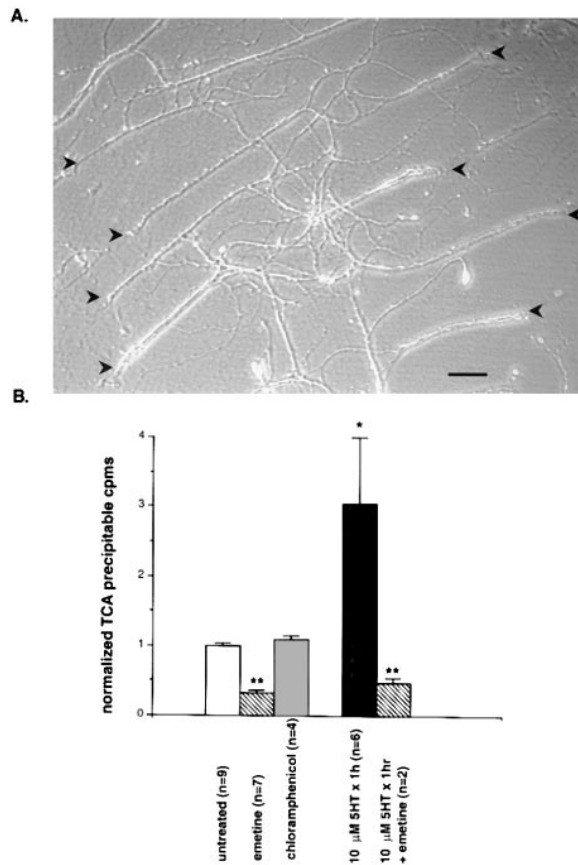 A.
B.
normalized TCA precipitable cpms
4
3
2
1
0
*
**
**
untreated (n=9)
emetine (n=7)
chloramphenicol (n=4)
10 µM 5HT x 1h (n=6)
10 µM 5HT x 1hr
+ emetine (n=2)